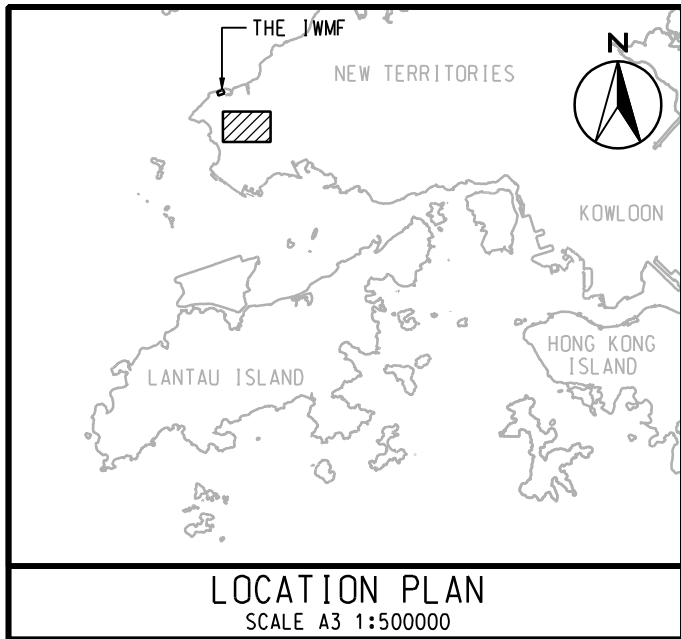 THE IWMF
N
NEW TERRITORIES
KOWLOON
HONG KONG
ISLAND
LANTAU ISLAND
LOCATION PLAN
SCALE A3 1:500000